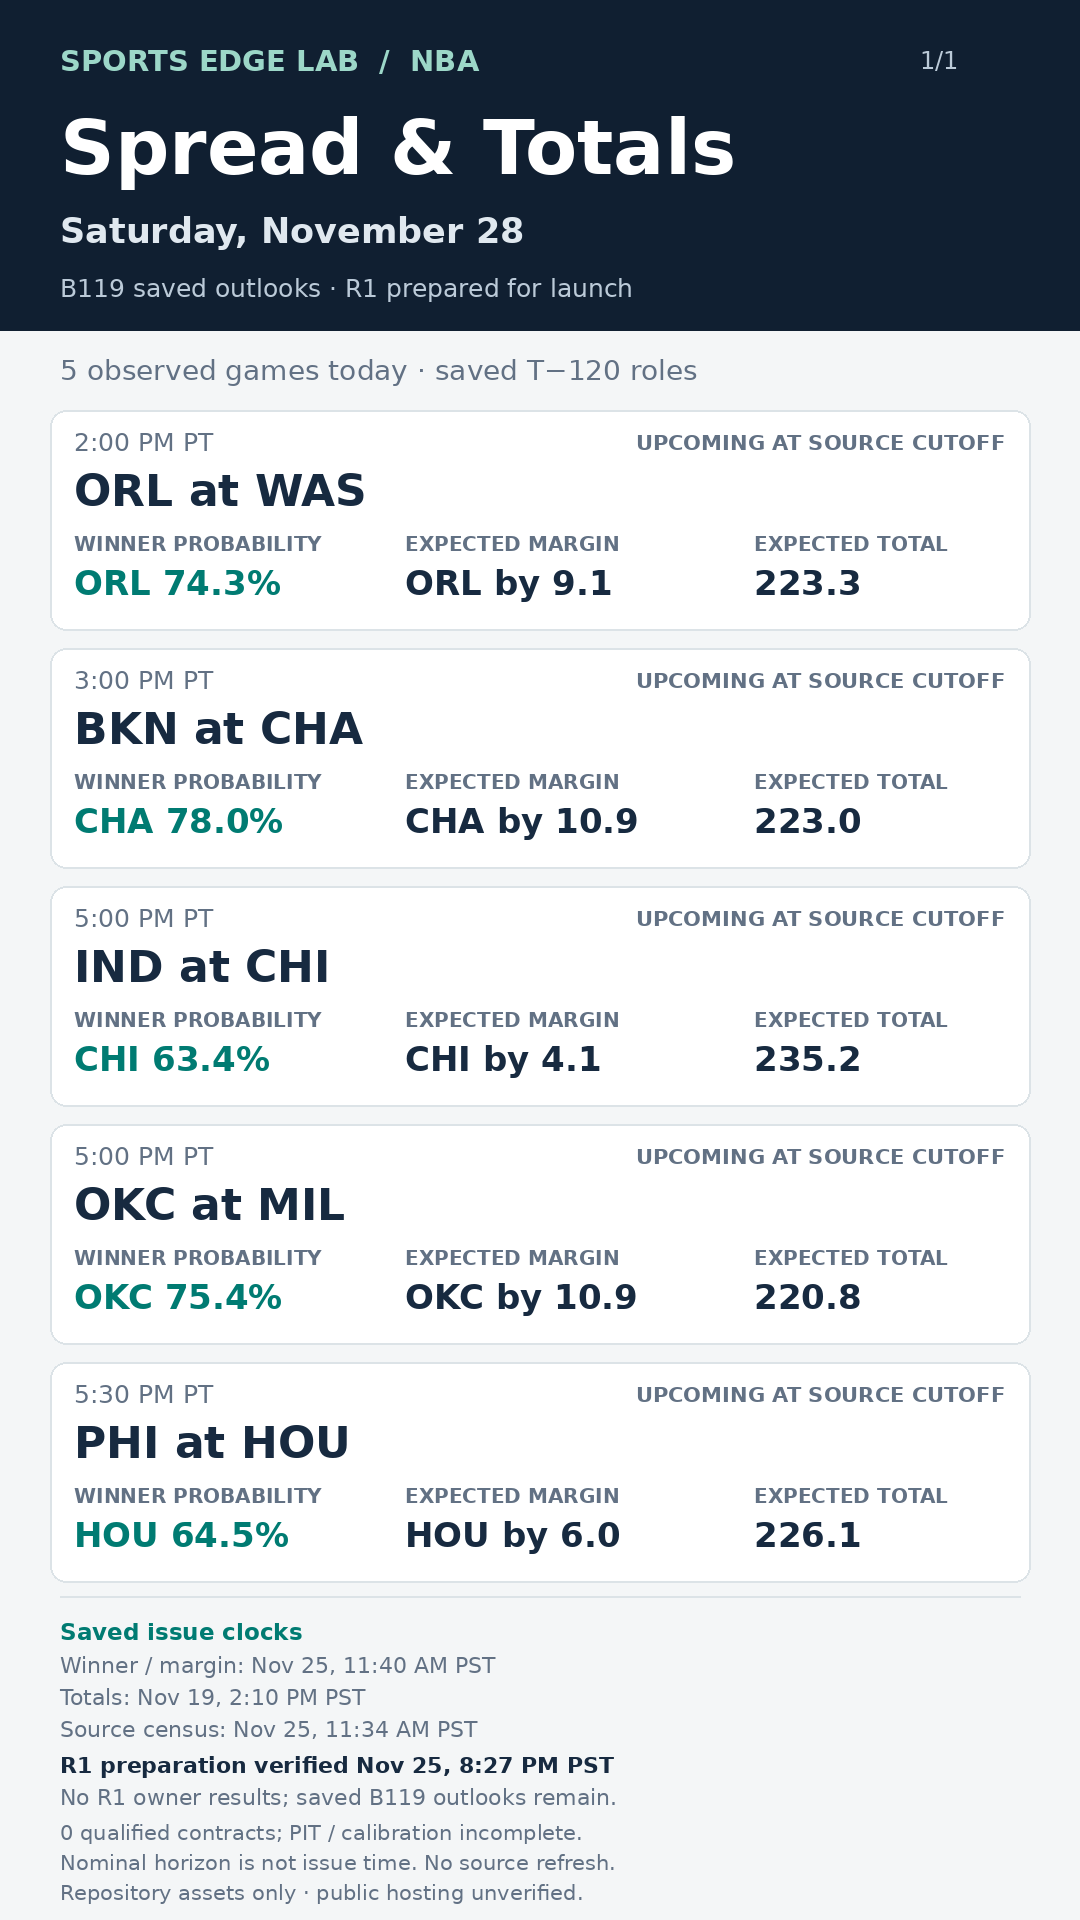 SPORTS EDGE LAB / NBA 1/1
Spread & Totals
Saturday, November 28
B119 saved outlooks · R1 prepared for launch
5 observed games today · saved T−120 roles
2:00 PM PT UPCOMING AT SOURCE CUTOFF
ORL at WAS
WINNER PROBABILITY EXPECTED MARGIN EXPECTED TOTAL
ORL 74.3% ORL by 9.1 223.3
3:00 PM PT UPCOMING AT SOURCE CUTOFF
BKN at CHA
WINNER PROBABILITY EXPECTED MARGIN EXPECTED TOTAL
CHA 78.0% CHA by 10.9 223.0
5:00 PM PT UPCOMING AT SOURCE CUTOFF
IND at CHI
WINNER PROBABILITY EXPECTED MARGIN EXPECTED TOTAL
CHI 63.4% CHI by 4.1 235.2
5:00 PM PT UPCOMING AT SOURCE CUTOFF
OKC at MIL
WINNER PROBABILITY EXPECTED MARGIN EXPECTED TOTAL
OKC 75.4% OKC by 10.9 220.8
5:30 PM PT UPCOMING AT SOURCE CUTOFF
PHI at HOU
WINNER PROBABILITY EXPECTED MARGIN EXPECTED TOTAL
HOU 64.5% HOU by 6.0 226.1
Saved issue clocks
Winner / margin: Nov 25, 11:40 AM PST
Totals: Nov 19, 2:10 PM PST
Source census: Nov 25, 11:34 AM PST
R1 preparation verified Nov 25, 8:27 PM PST
No R1 owner results; saved B119 outlooks remain.
0 qualified contracts; PIT / calibration incomplete.
Nominal horizon is not issue time. No source refresh.
Repository assets only · public hosting unverified.